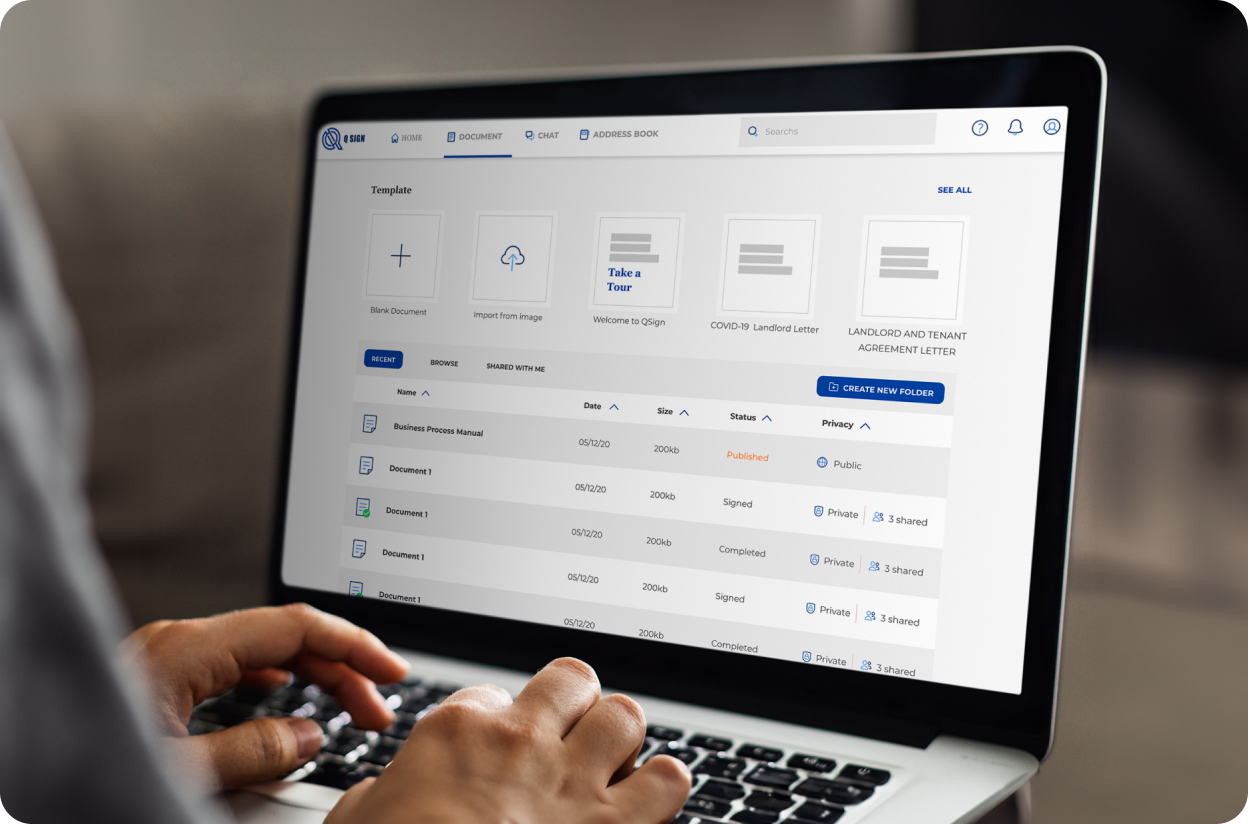 Q SIGN
HOME
DOCUMENT
CHAT
ADDRESS BOOK
Searchs
?
Template
SEE ALL
Take a
Tour
Blank Document
Import from image
Welcome to QSign
COVID-19 Landlord Letter
LANDLORD AND TENANT
AGREEMENT LETTER
RECENT
BROWSE
SHARED WITH ME
CREATE NEW FOLDER
Name
Date
Size
Status
Privacy
Business Process Manual
05/12/20
200kb
Published
Public
Document 1
05/12/20
200kb
Signed
Private
3 shared
Document 1
05/12/20
200kb
Completed
Private
3 shared
Document 1
05/12/20
200kb
Signed
Private
3 shared
Document 1
05/12/20
200kb
Completed
Private
3 shared